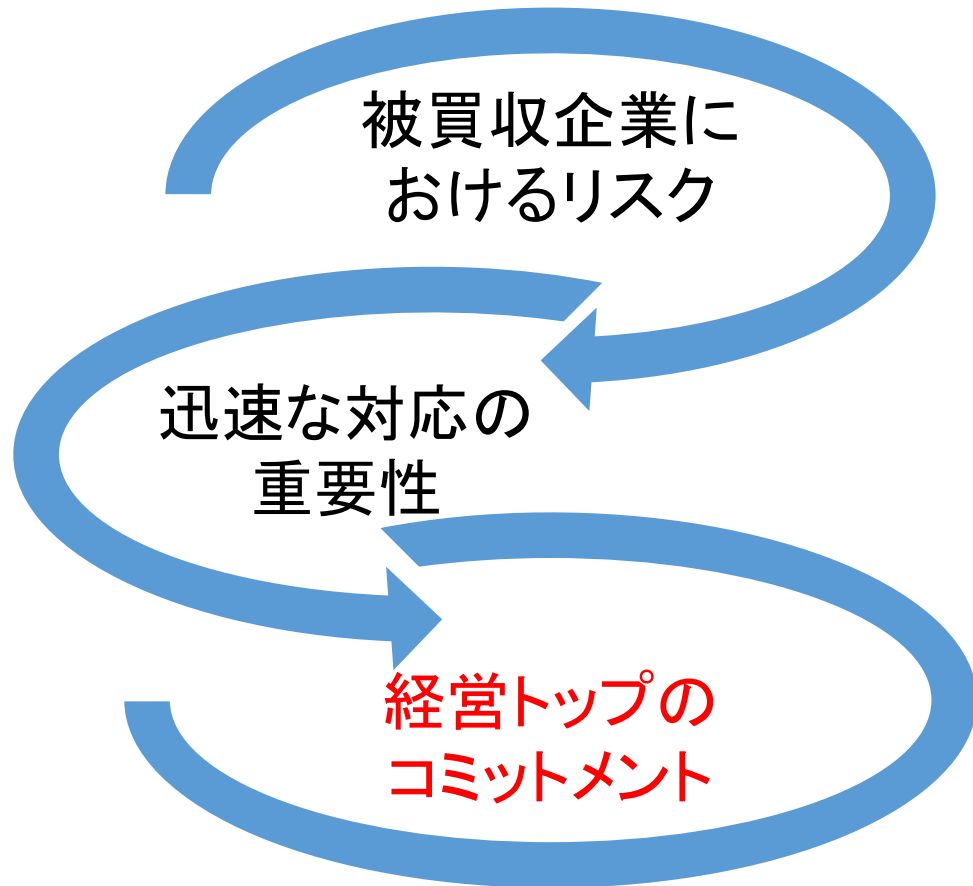 被買収企業に
おけるリスク
迅速な対応の
重要性
経営トップの
コミットメント